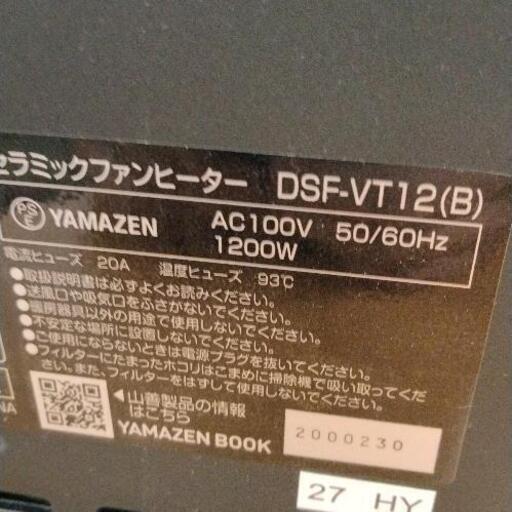 セラミックファンヒーター DSF-VT12(B)
PSE YAMAZEN AC100V 50/60Hz
1200W
電流ヒューズ 20A 温度ヒューズ 93℃
●取扱説明書は必ずよくお読みください。
●送風口や吸気口をふさがないでください。
●暖房器具以外の用途で使用しないでください。
●不安定な場所に設置しないでください。
●ご使用にならないときは電源プラグを抜いてください。
●フィルターにたまったホコリはこまめに掃除機で吸い取ってくだ
さい。また、フィルターをはずして使用しないでください。
NA
◀山善製品の情報
はこちら
YAMAZEN BOOK
2000230
27 HY